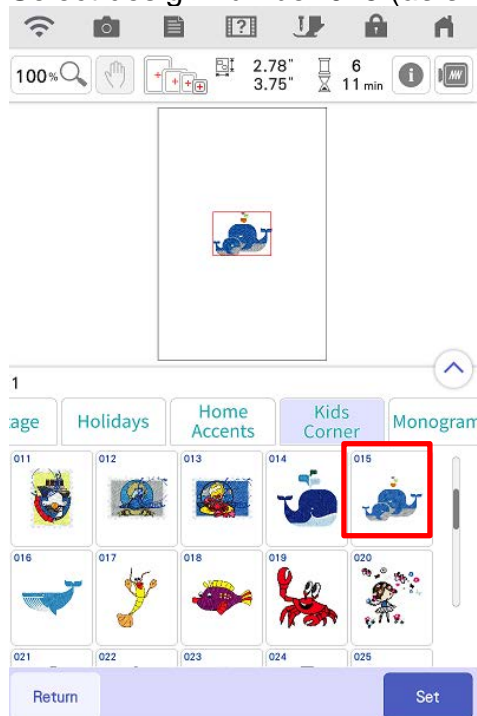 100%
2.78"
3.75"
6
11 min
1
Holidays
Home
Accents
Kids
Corner
Monogram
011 012 013 014 015
016 017 018 019 020
021 022 023 024 025
Return
Set